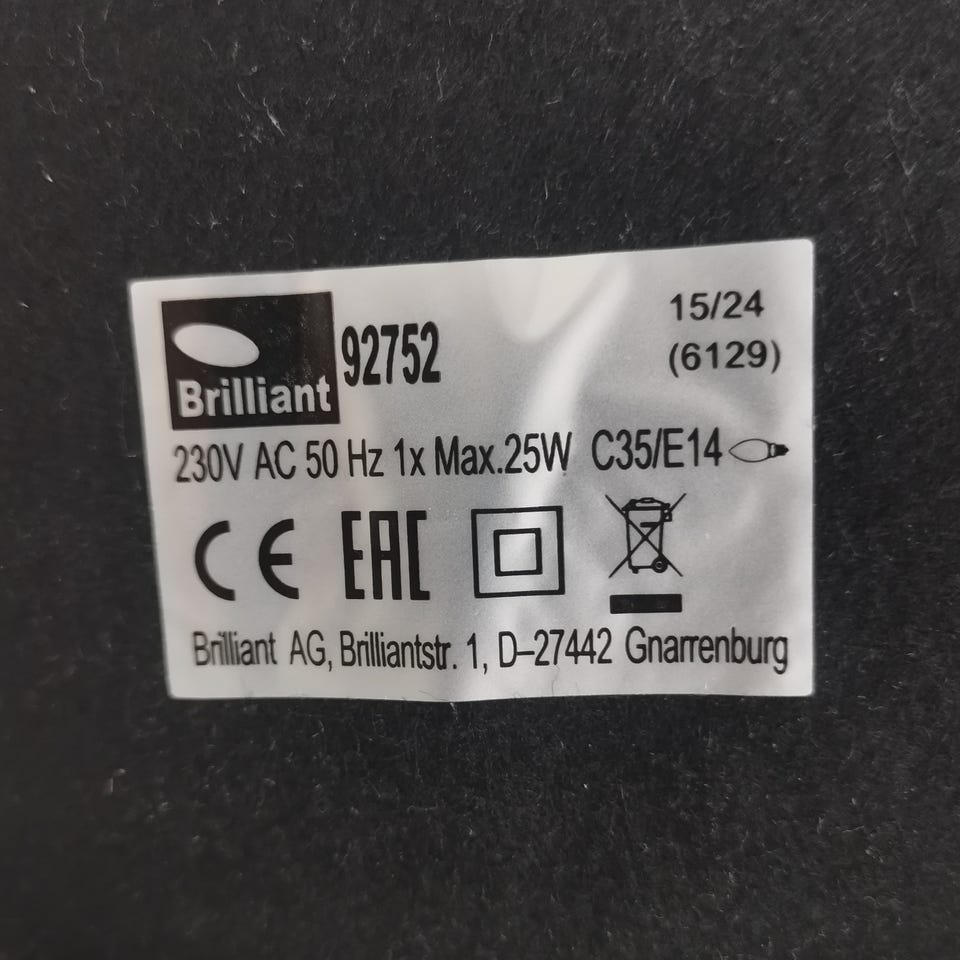 Brilliant 92752 15/24
(6129)
230V AC 50 Hz 1x Max.25W C35/E14
CE EAC
Brilliant AG, Brilliantstr. 1, D-27442 Gnarrenburg